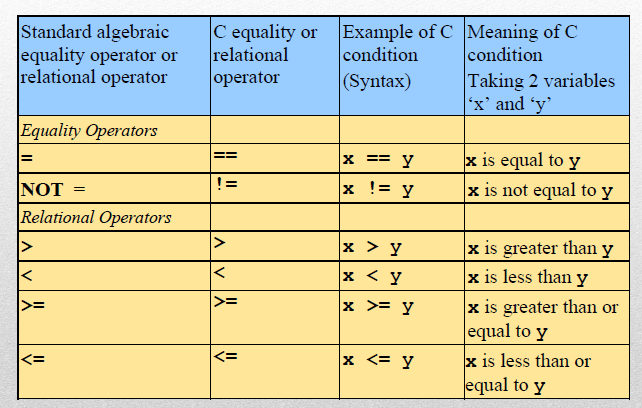 Standard algebraic
equality operator or
relational operator
C equality or
relational
operator
Example of C
condition
(Syntax)
Meaning of C
condition
Taking 2 variables
‘x’ and ‘y’
Equality Operators
=
==
x == y
x is equal to y
NOT =
!=
x != y
x is not equal to y
Relational Operators
>
>
x > y
x is greater than y
<
<
x < y
x is less than y
>=
>=
x >= y
x is greater than or
equal to y
<=
<=
x <= y
x is less than or
equal to y